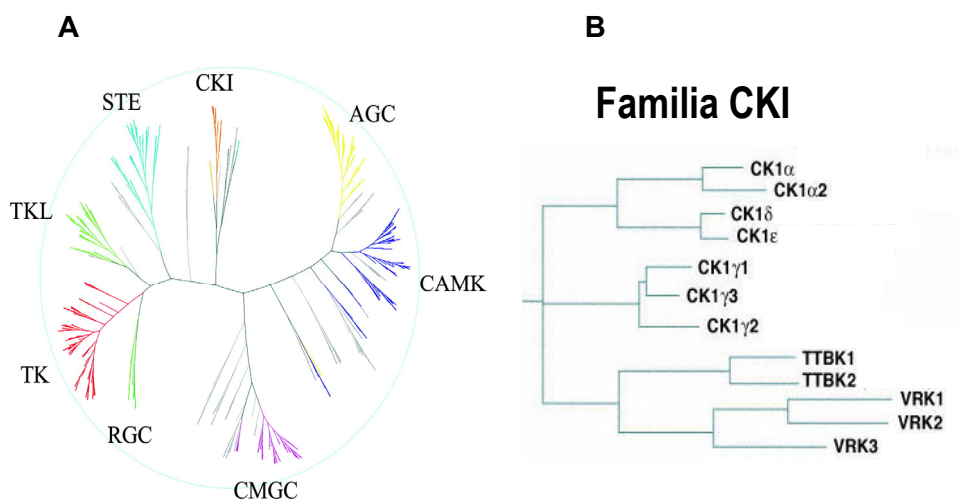 A
B
CKI
STE
AGC
TKL
CAMK
TK
RGC
CMGC
Familia CKI
CK1α
CK1α2
CK1δ
CK1ε
CK1γ1
CK1γ3
CK1γ2
TTBK1
TTBK2
VRK1
VRK2
VRK3